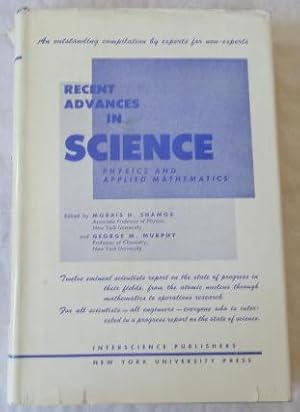 An outstanding compilation by experts for non-experts
RECENT
ADVANCES
IN
SCIENCE
PHYSICS AND
APPLIED MATHEMATICS
Edited by MORRIS H. SHAMOS
Associate Professor of Physics,
New York University
and GEORGE M. MURPHY
Professor of Chemistry,
New York University
Twelve eminent scientists report on the state of progress in
their fields, from the atomic nucleus through
mathematics to operations research.
For all scientists—all engineers—everyone who is inter-
ested in a progress report on the state of science.
INTERSCIENCE PUBLISHERS
NEW YORK UNIVERSITY PRESS